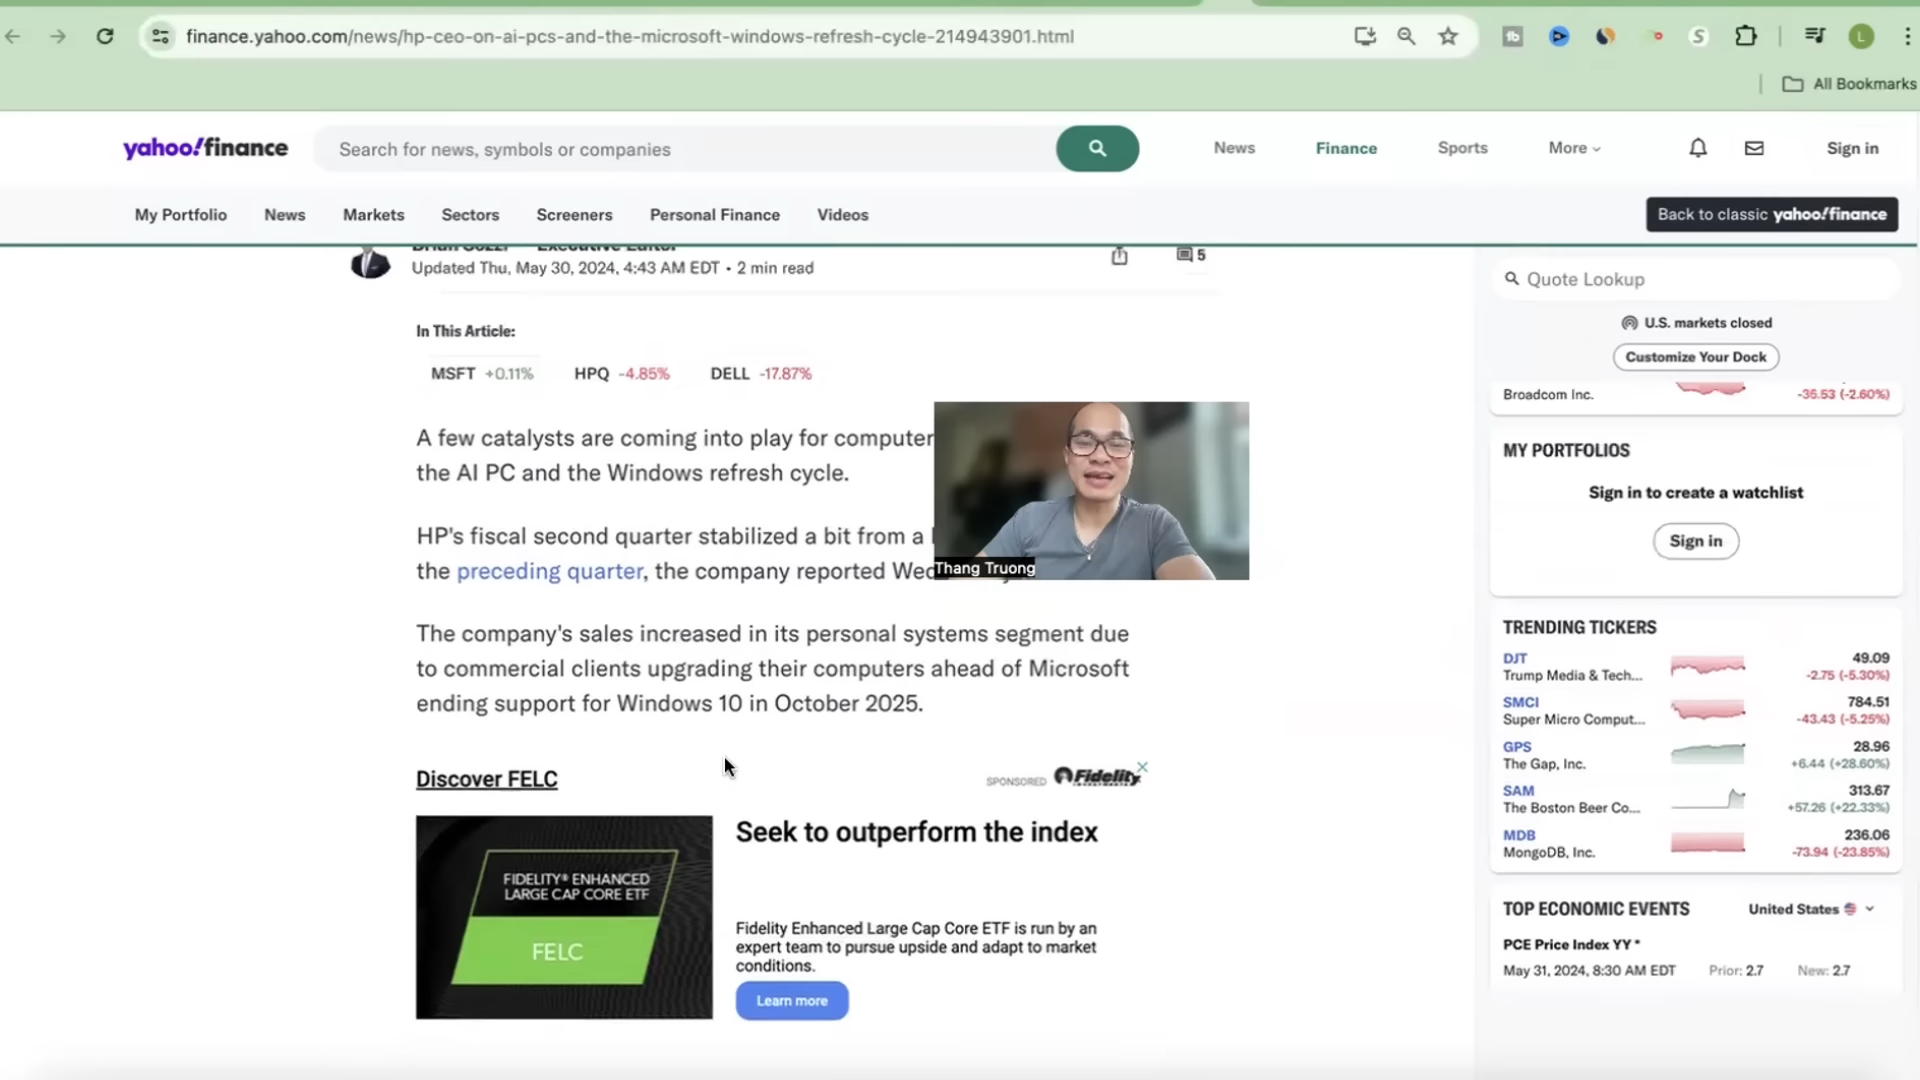 finance.yahoo.com/news/hp-ceo-on-ai-pcs-and-the-microsoft-windows-refresh-cycle-214943901.html
L
All Bookmarks
yahoo!finance
Search for news, symbols or companies
News
Finance
Sports
More
Sign in
My Portfolio
News
Markets
Sectors
Screeners
Personal Finance
Videos
Back to classic yahoo!finance
Brian Sozzi Executive Editor
Updated Thu, May 30, 2024, 4:43 AM EDT • 2 min read
5
In This Article:
MSFT +0.11% HPQ -4.85% DELL -17.87%
A few catalysts are coming into play for computer
the AI PC and the Windows refresh cycle.
HP's fiscal second quarter stabilized a bit from a
the preceding quarter, the company reported
The company's sales increased in its personal systems segment due
to commercial clients upgrading their computers ahead of Microsoft
ending support for Windows 10 in October 2025.
Thang Truong
Discover FELC
SPONSORED
Fidelity
FIDELITY® ENHANCED
LARGE CAP CORE ETF
FELC
Seek to outperform the index
Fidelity Enhanced Large Cap Core ETF is run by an
expert team to pursue upside and adapt to market
conditions.
Learn more
Quote Lookup
U.S. markets closed
Customize Your Dock
Broadcom Inc. -35.53 (-2.60%)
MY PORTFOLIOS
Sign in to create a watchlist
Sign in
TRENDING TICKERS
DJT 49.09
Trump Media & Tech... -2.75 (-5.30%)
SMCI 784.51
Super Micro Comput... -43.43 (-5.25%)
GPS 28.96
The Gap, Inc. +6.44 (+28.60%)
SAM 313.67
The Boston Beer Co... +57.26 (+22.33%)
MDB 236.06
MongoDB, Inc. -73.94 (-23.85%)
TOP ECONOMIC EVENTS United States
PCE Price Index YY *
May 31, 2024, 8:30 AM EDT Prior: 2.7 New: 2.7